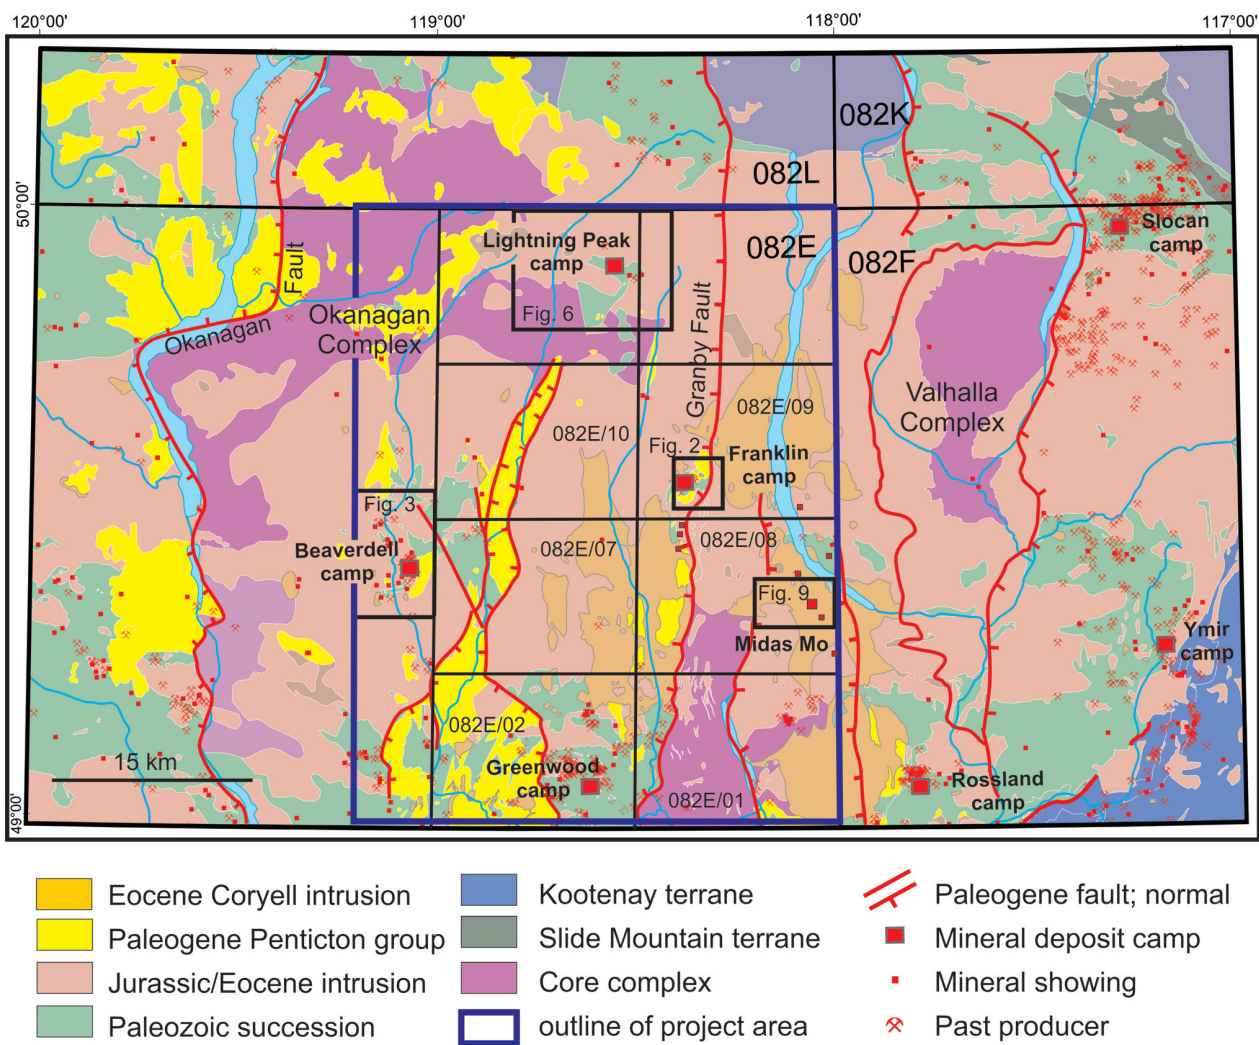 120°00'
119°00'
118°00'
117°00'
50°00'
49°00'
082K
082L
082E
082F
Slocan
camp
Lightning Peak
camp
Fig. 6
Fault
Okanagan
Okanagan
Complex
Granby Fault
Valhalla
Complex
082E/09
082E/10
Fig. 2
Franklin
camp
Fig. 3
Beaverdell
camp
082E/07
082E/08
Fig. 9
Midas Mo
Ymir
camp
082E/02
15 km
Greenwood
camp
082E/01
Rossland
camp
Eocene Coryell intrusion
Paleogene Penticton group
Jurassic/Eocene intrusion
Paleozoic succession
Kootenay terrane
Slide Mountain terrane
Core complex
outline of project area
Paleogene fault; normal
Mineral deposit camp
Mineral showing
Past producer